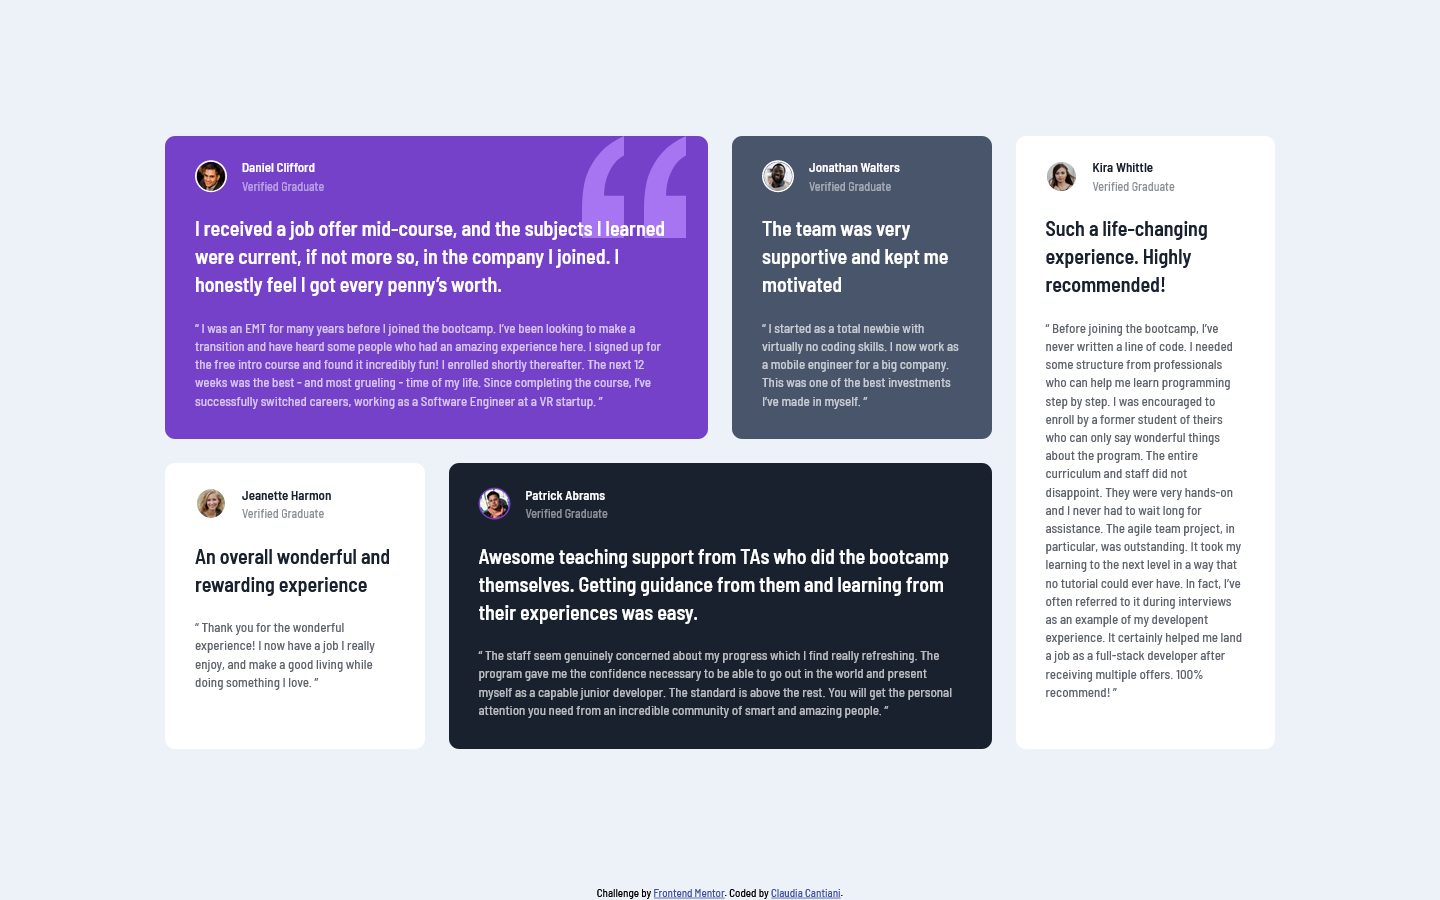 Daniel Clifford
Verified Graduate
I received a job offer mid-course, and the subjects I learned
were current, if not more so, in the company I joined. I
honestly feel I got every penny’s worth.
“ I was an EMT for many years before I joined the bootcamp. I’ve been looking to make a
transition and have heard some people who had an amazing experience here. I signed up for
the free intro course and found it incredibly fun! I enrolled shortly thereafter. The next 12
weeks was the best - and most grueling - time of my life. Since completing the course, I’ve
successfully switched careers, working as a Software Engineer at a VR startup. ”
Jonathan Walters
Verified Graduate
The team was very
supportive and kept me
motivated
“ I started as a total newbie with
virtually no coding skills. I now work as
a mobile engineer for a big company.
This was one of the best investments
I’ve made in myself. ”
Kira Whittle
Verified Graduate
Such a life-changing
experience. Highly
recommended!
“ Before joining the bootcamp, I’ve
never written a line of code. I needed
some structure from professionals
who can help me learn programming
step by step. I was encouraged to
enroll by a former student of theirs
who can only say wonderful things
about the program. The entire
curriculum and staff did not
disappoint. They were very hands-on
and I never had to wait long for
assistance. The agile team project, in
particular, was outstanding. It took my
learning to the next level in a way that
no tutorial could ever have. In fact, I’ve
often referred to it during interviews
as an example of my developent
experience. It certainly helped me land
a job as a full-stack developer after
receiving multiple offers. 100%
recommend! ”
Jeanette Harmon
Verified Graduate
An overall wonderful and
rewarding experience
“ Thank you for the wonderful
experience! I now have a job I really
enjoy, and make a good living while
doing something I love. ”
Patrick Abrams
Verified Graduate
Awesome teaching support from TAs who did the bootcamp
themselves. Getting guidance from them and learning from
their experiences was easy.
“ The staff seem genuinely concerned about my progress which I find really refreshing. The
program gave me the confidence necessary to be able to go out in the world and present
myself as a capable junior developer. The standard is above the rest. You will get the personal
attention you need from an incredible community of smart and amazing people. ”
Challenge by Frontend Mentor. Coded by Claudia Cantiani.